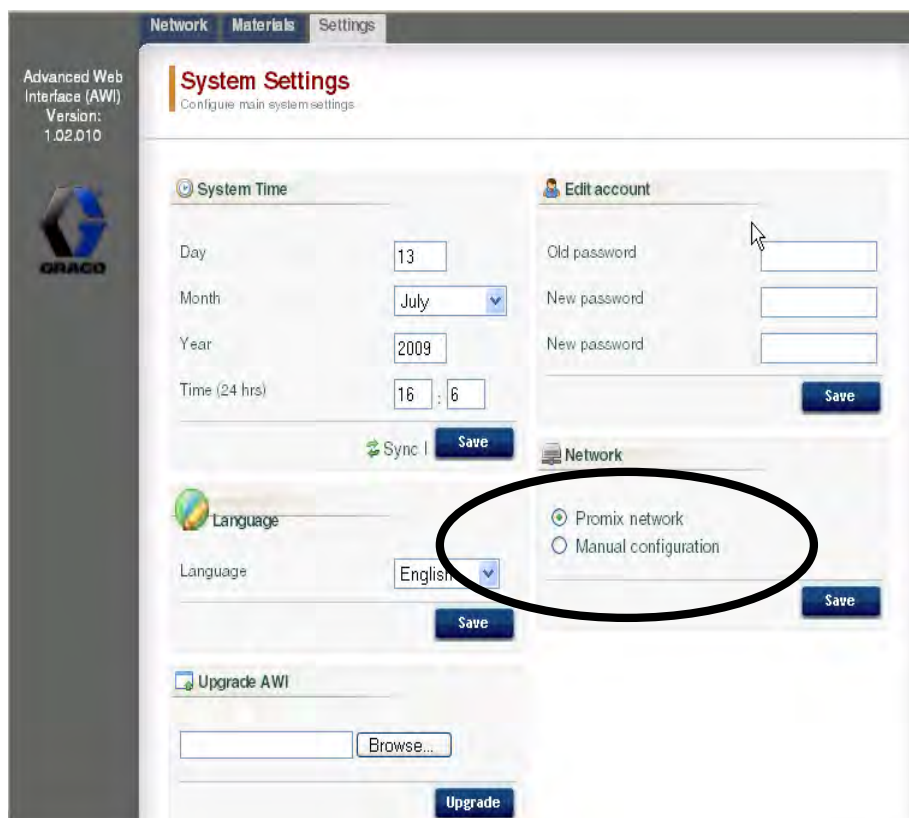 Network Materials Settings
Advanced Web
Interface (AWI)
Version:
1.02.010
GRACO
System Settings
Configure main system settings
System Time
Day 13
Month July
Year 2009
Time (24 hrs) 16 : 6
Sync | Save
Language
Language English
Save
Upgrade AWI
Browse...
Upgrade
Edit account
Old password
New password
New password
Save
Network
Promix network
Manual configuration
Save